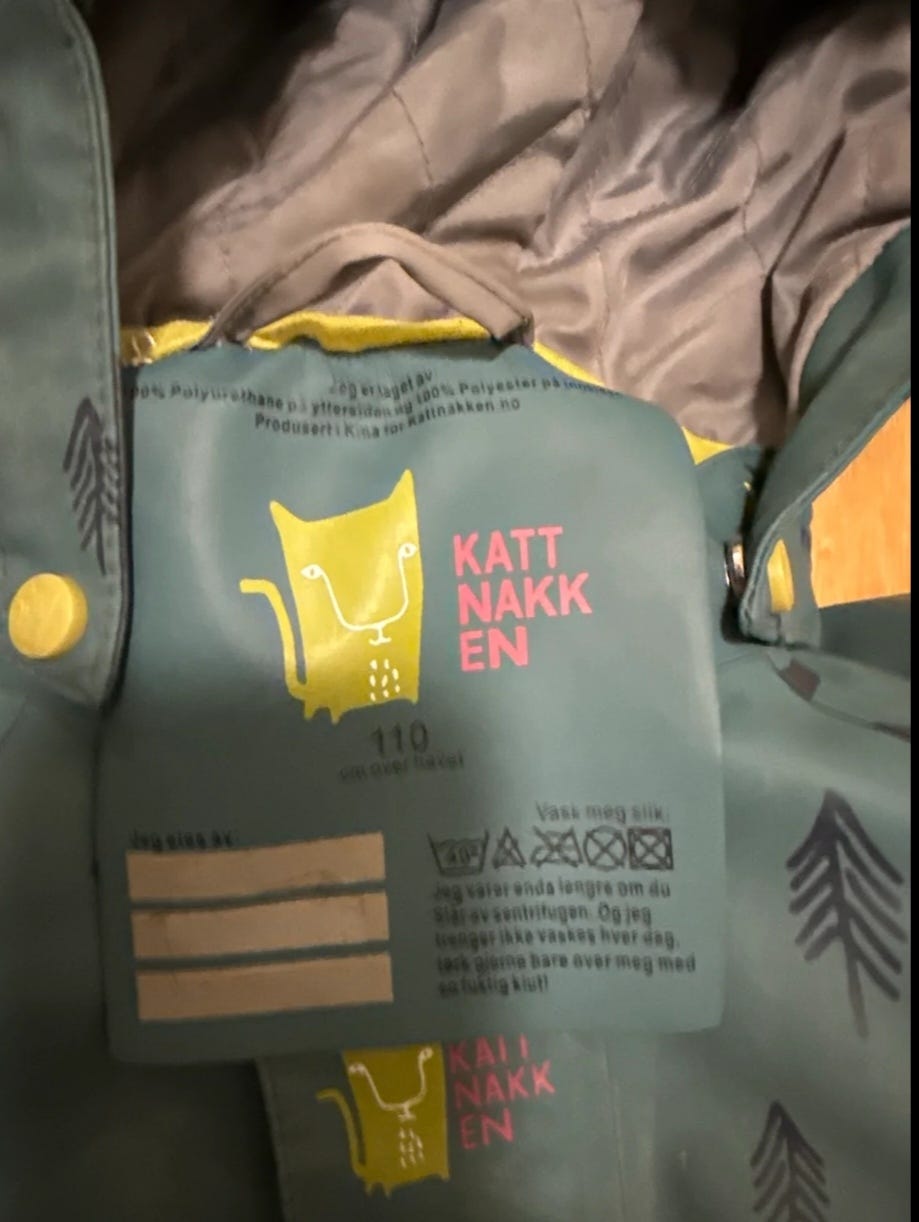 Jeg er laget av
100% Polyurethane på yttersiden og 100% Polyester på
Produsert i Kina for Kattnakken.no
KATT
NAKK
EN
110
cm over havet
Jeg eies av:
Vask meg slik:
40°
Jeg varer enda lengre om du
slår av sentrifugen. Og jeg
trenger ikke vaskes hver dag,
tørk gjerne bare over meg med
en fuktig klut!
KATT
NAKK
EN